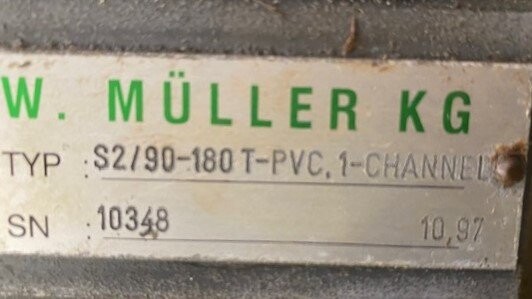 W. MÜLLER KG
TYP : S2/90-180 T-PVC, 1-CHANNEL
SN : 10348 10,97